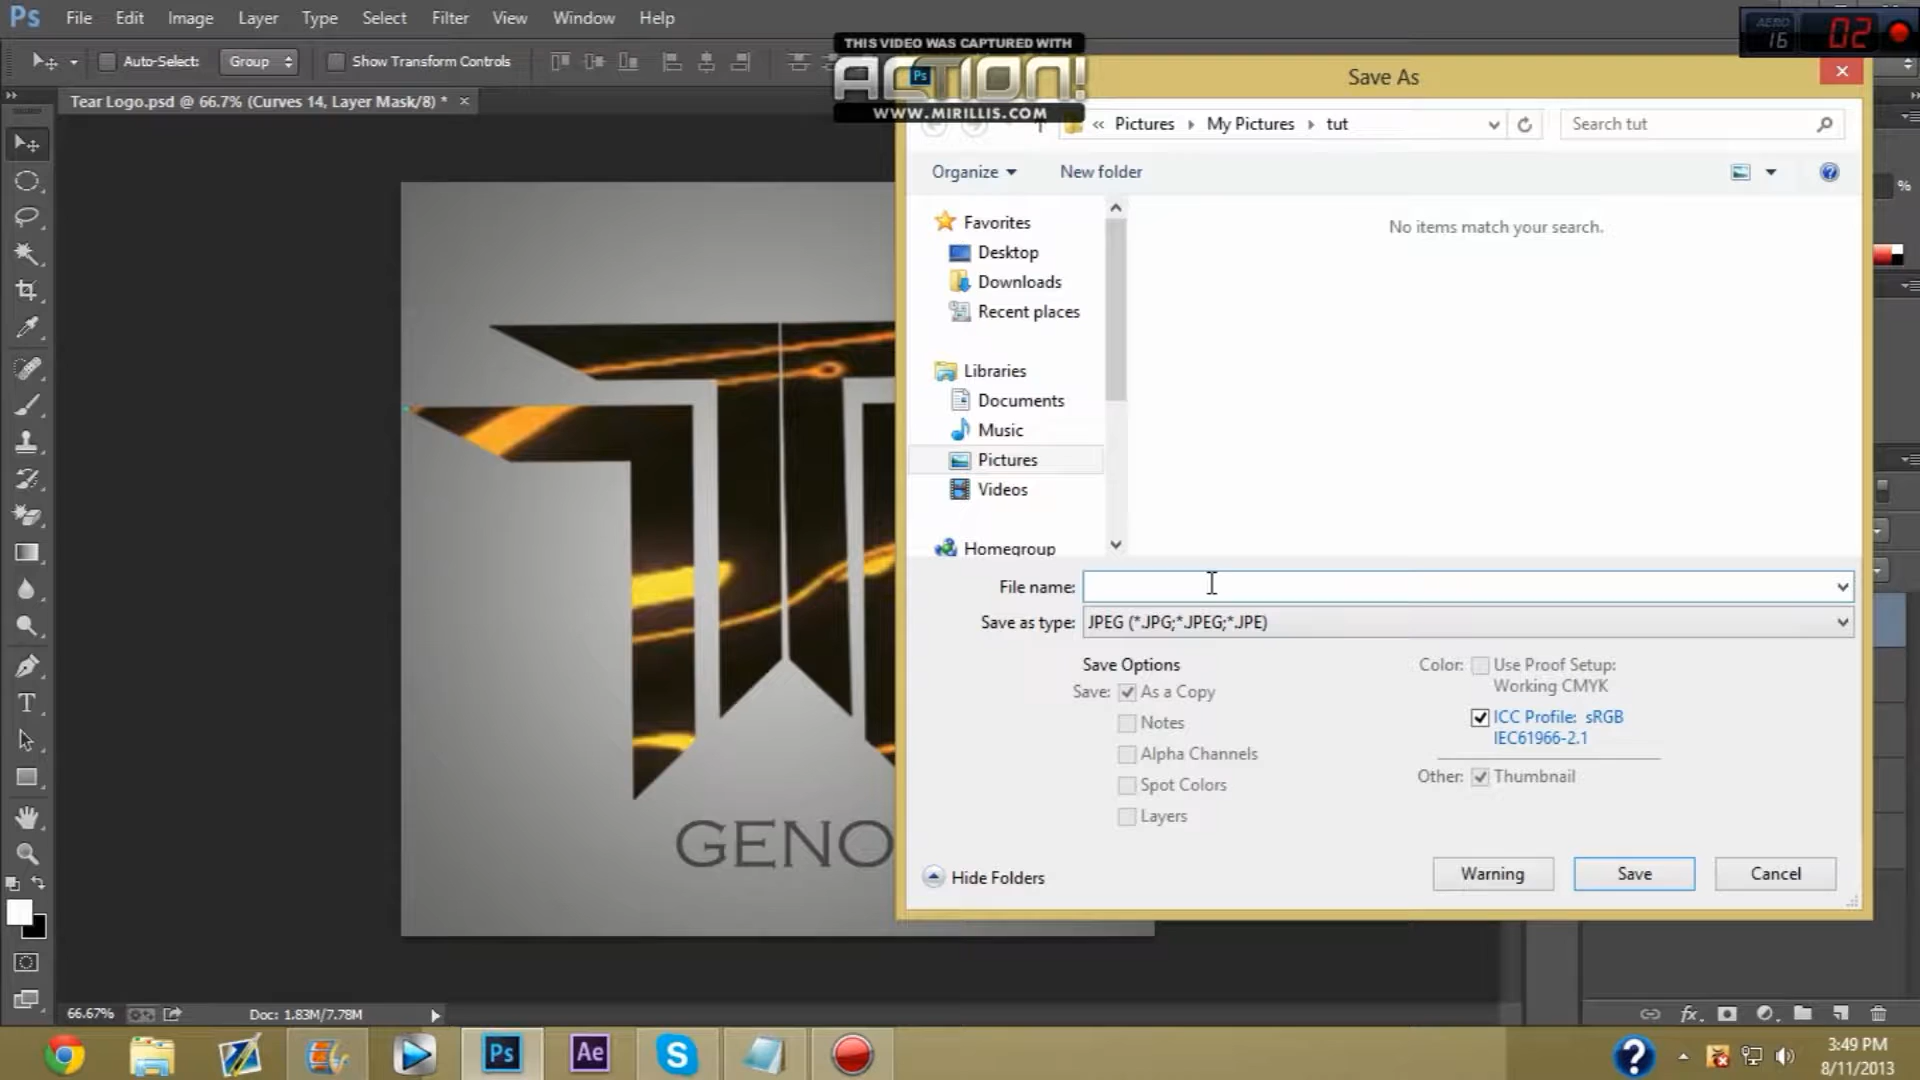 Ps File Edit Image Layer Type Select Filter View Window Help
Auto-Select: Group Show Transform Controls
THIS VIDEO WAS CAPTURED WITH
ACTION!
WWW.MIRILLIS.COM
AERO
16
02
Tear Logo.psd @ 66.7% (Curves 14, Layer Mask/8) * ×
Ps
Save As
« Pictures My Pictures tut
Search tut
Organize
New folder
%
Favorites
Desktop
Downloads
Recent places
Libraries
Documents
Music
Pictures
Videos
Homegroup
No items match your search.
File name:
Save as type: JPEG (*.JPG;*.JPEG;*.JPE)
Save Options
Save: As a Copy
Notes
Alpha Channels
Spot Colors
Layers
Color: Use Proof Setup:
Working CMYK
ICC Profile: sRGB
IEC61966-2.1
Other: Thumbnail
Hide Folders
Warning
Save
Cancel
GENO
66.67%
Doc: 1.83M/7.78M
fx
Ps
Ae
3:49 PM
8/11/2013